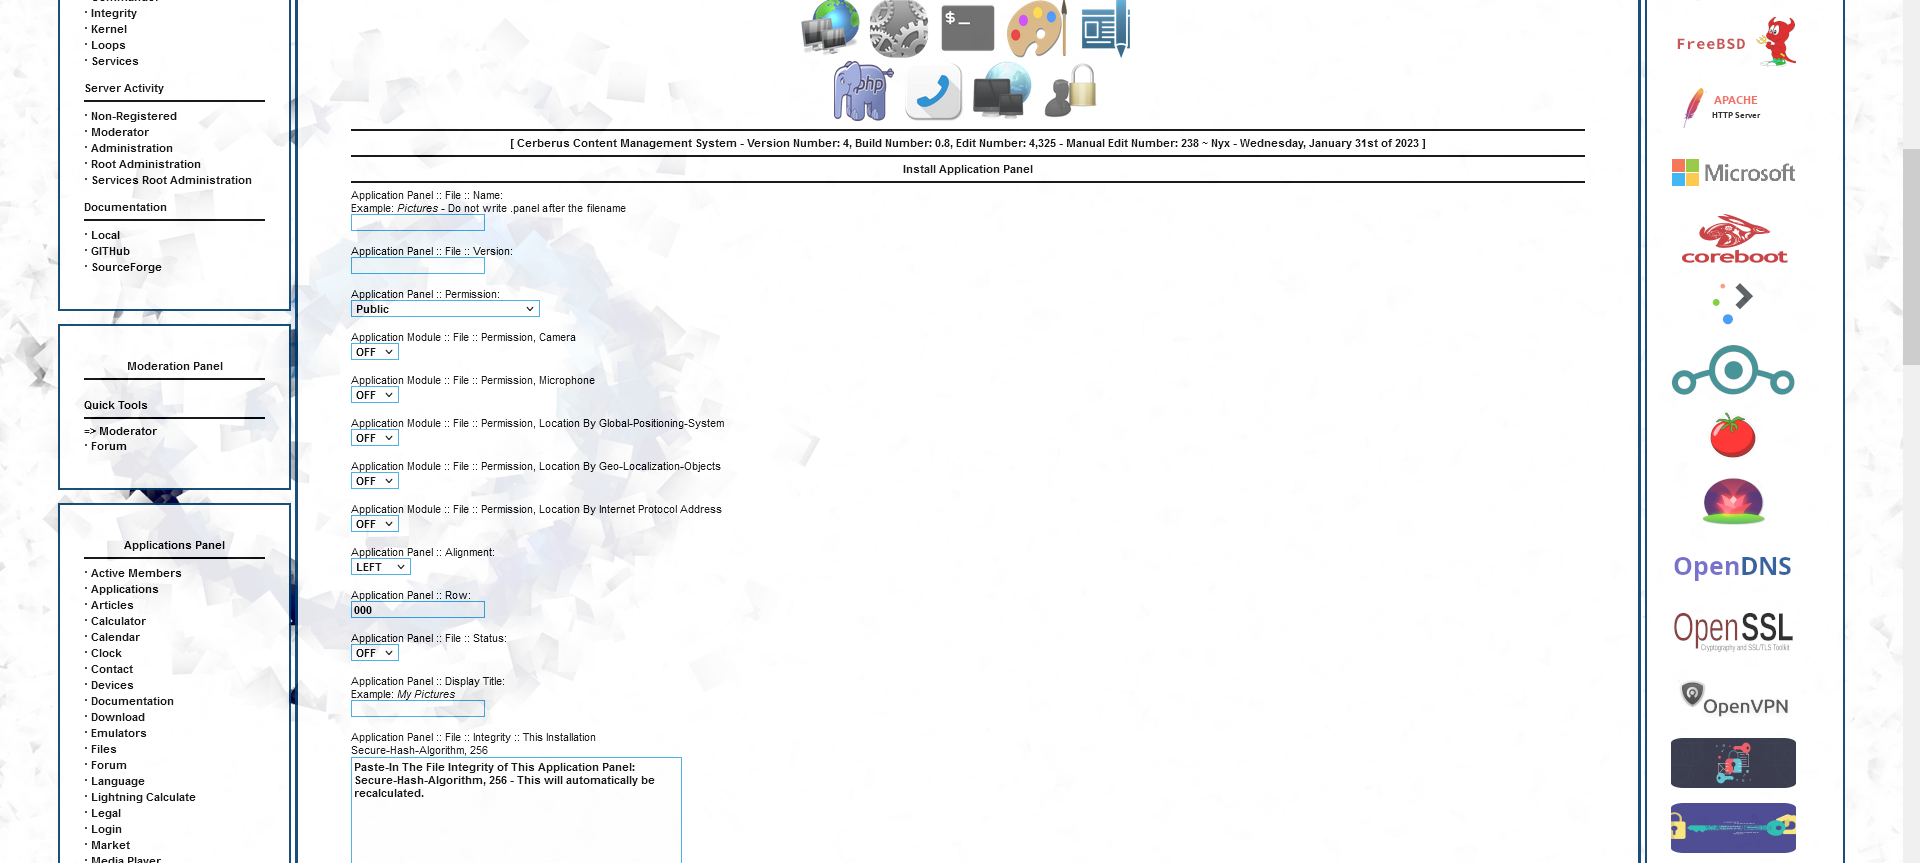 · Integrity
· Kernel
· Loops
· Services
Server Activity
· Non-Registered
· Moderator
· Administration
· Root Administration
· Services Root Administration
Documentation
· Local
· GITHub
· SourceForge
Moderation Panel
Quick Tools
=> Moderator
· Forum
Applications Panel
· Active Members
· Applications
· Articles
· Calculator
· Calendar
· Clock
· Contact
· Devices
· Documentation
· Download
· Emulators
· Files
· Forum
· Language
· Lightning Calculate
· Legal
· Login
· Market
· Media Player
$ _
php
[ Cerberus Content Management System - Version Number: 4, Build Number: 0.8, Edit Number: 4,325 - Manual Edit Number: 238 ~ Nyx - Wednesday, January 31st of 2023 ]
Install Application Panel
Application Panel :: File :: Name:
Example: Pictures - Do not write .panel after the filename
Application Panel :: File :: Version:
Application Panel :: Permission:
Public
Application Module :: File :: Permission, Camera
OFF
Application Module :: File :: Permission, Microphone
OFF
Application Module :: File :: Permission, Location By Global-Positioning-System
OFF
Application Module :: File :: Permission, Location By Geo-Localization-Objects
OFF
Application Module :: File :: Permission, Location By Internet Protocol Address
OFF
Application Panel :: Alignment:
LEFT
Application Panel :: Row:
000
Application Panel :: File :: Status:
OFF
Application Panel :: Display Title:
Example: My Pictures
Application Panel :: File :: Integrity :: This Installation
Secure-Hash-Algorithm, 256
Paste-In The File Integrity of This Application Panel:
Secure-Hash-Algorithm, 256 - This will automatically be
recalculated.
FreeBSD
APACHE
HTTP Server
Microsoft
coreboot
OpenDNS
OpenSSL
Cryptography and SSL/TLS Toolkit
OpenVPN